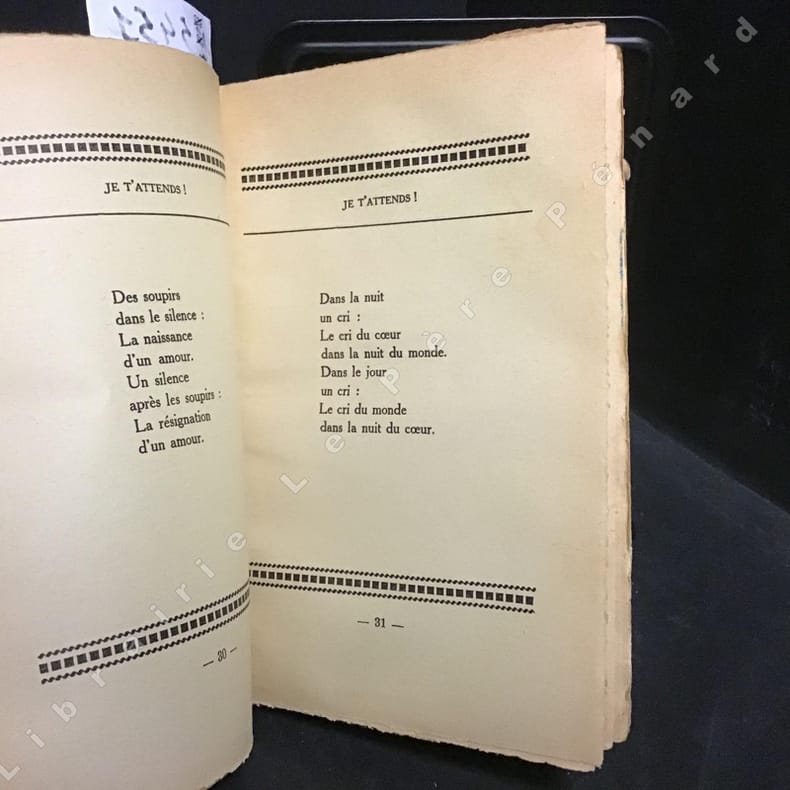 JE T'ATTENDS !
Des soupirs
dans le silence :
La naissance
d'un amour.
Un silence
après les soupirs :
La résignation
d'un amour.
— 30 —
JE T'ATTENDS !
Dans la nuit
un cri :
Le cri du cœur
dans la nuit du monde.
Dans le jour
un cri :
Le cri du monde
dans la nuit du cœur.
— 31 —
Librairie Le Père Pénard